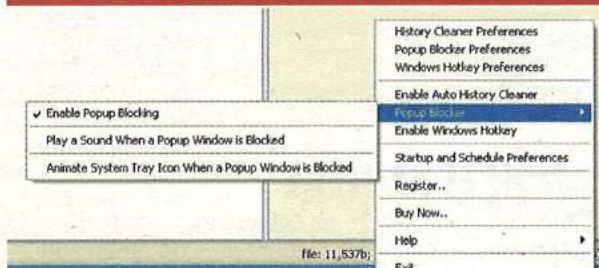 History Cleaner Preferences
Popup Blocker Preferences
Windows Hotkey Preferences
Enable Auto History Cleaner
Popup Blocker
Enable Windows Hotkey
Startup and Schedule Preferences
Register..
Buy Now..
Help
Exit
Enable Popup Blocking
Play a Sound When a Popup Window is Blocked
Animate System Tray Icon When a Popup Window is Blocked
file: 11,537b;